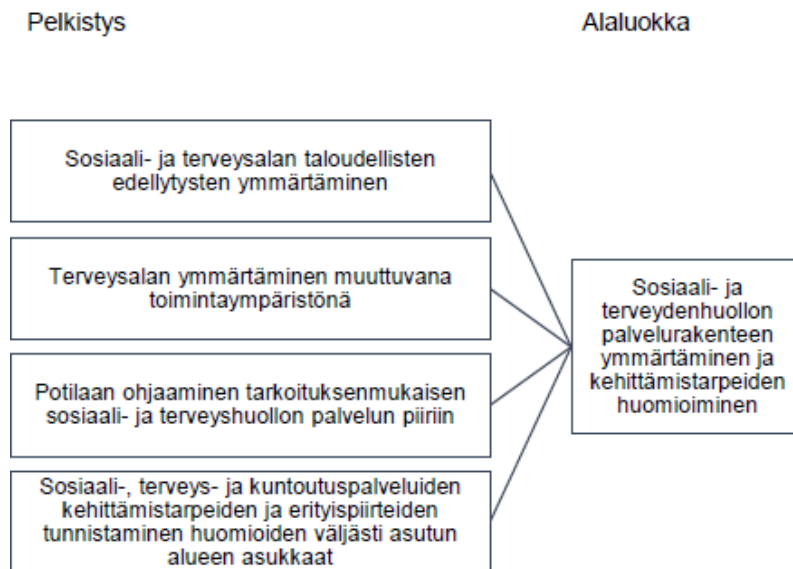 Pelkistys
Alaluokka
Sosiaali- ja terveysalan taloudellisten
edellytysten ymmärtäminen
Terveysalan ymmärtäminen muuttuvana
toimintaympäristönä
Potilaan ohjaaminen tarkoituksenmukaisen
sosiaali- ja terveyshuollon palvelun piiriin
Sosiaali-, terveys- ja kuntoutuspalveluiden
kehittämistarpeiden ja erityispiirteiden
tunnistaminen huomioiden väljästi asutun
alueen asukkaat
Sosiaali- ja
terveydenhuollon
palvelurakenteen
ymmärtäminen ja
kehittämistarpeiden
huomioiminen